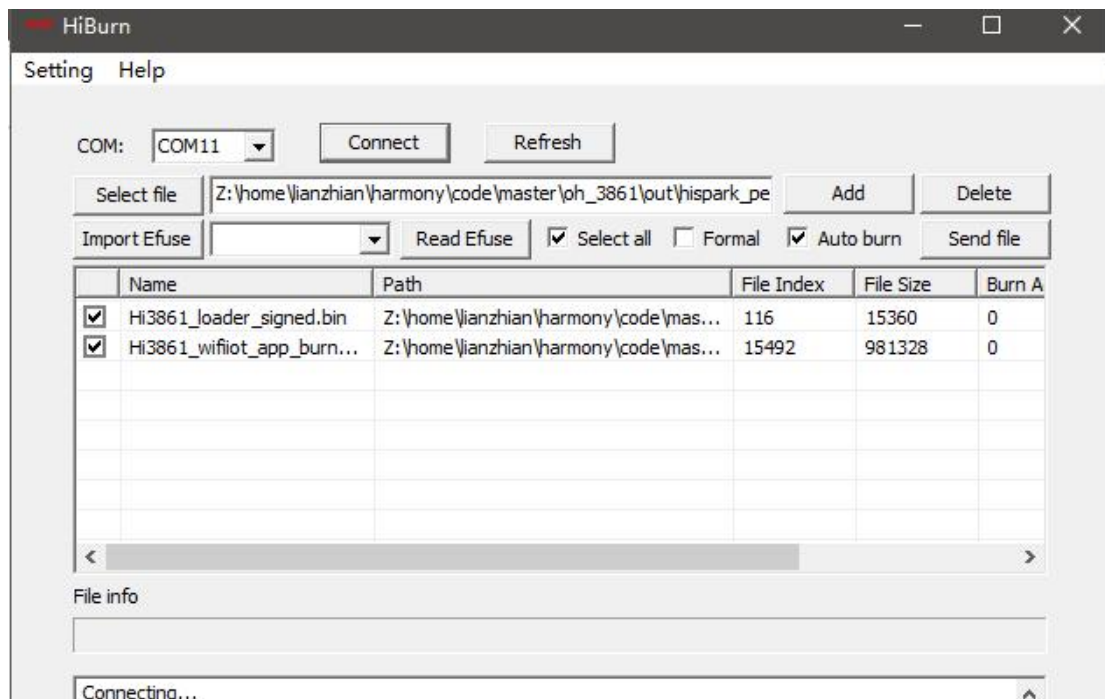 HiBurn
Setting Help
COM: COM11 Connect Refresh
Select file Z:\home\lianzhian\harmony\code\master\oh_3861\out\hispark_pe Add Delete
Import Efuse Read Efuse Select all Formal Auto burn Send file
Name Path File Index File Size Burn A
Hi3861_loader_signed.bin Z:\home\lianzhian\harmony\code\mas... 116 15360 0
Hi3861_wifiiot_app_burn... Z:\home\lianzhian\harmony\code\mas... 15492 981328 0
File info
Connecting...